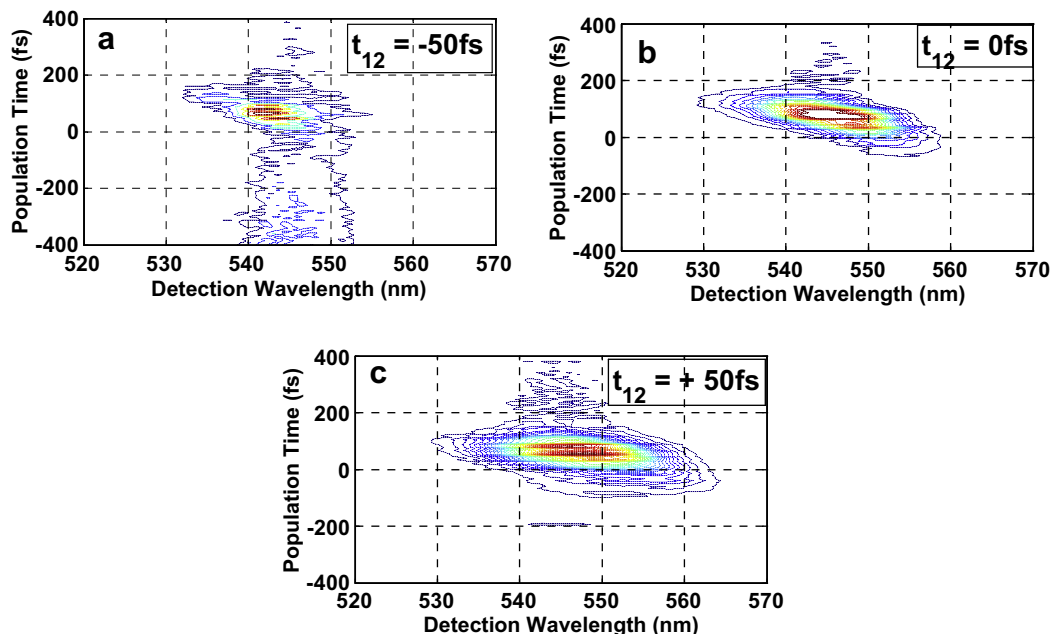 a
t12 = -50fs
400
200
0
-200
-400
Population Time (fs)
520 530 540 550 560 570
Detection Wavelength (nm)
b
t12 = 0fs
400
200
0
-200
-400
Population Time (fs)
520 530 540 550 560 570
Detection Wavelength (nm)
c
t12 = + 50fs
400
200
0
-200
-400
Population Time (fs)
520 530 540 550 560 570
Detection Wavelength (nm)